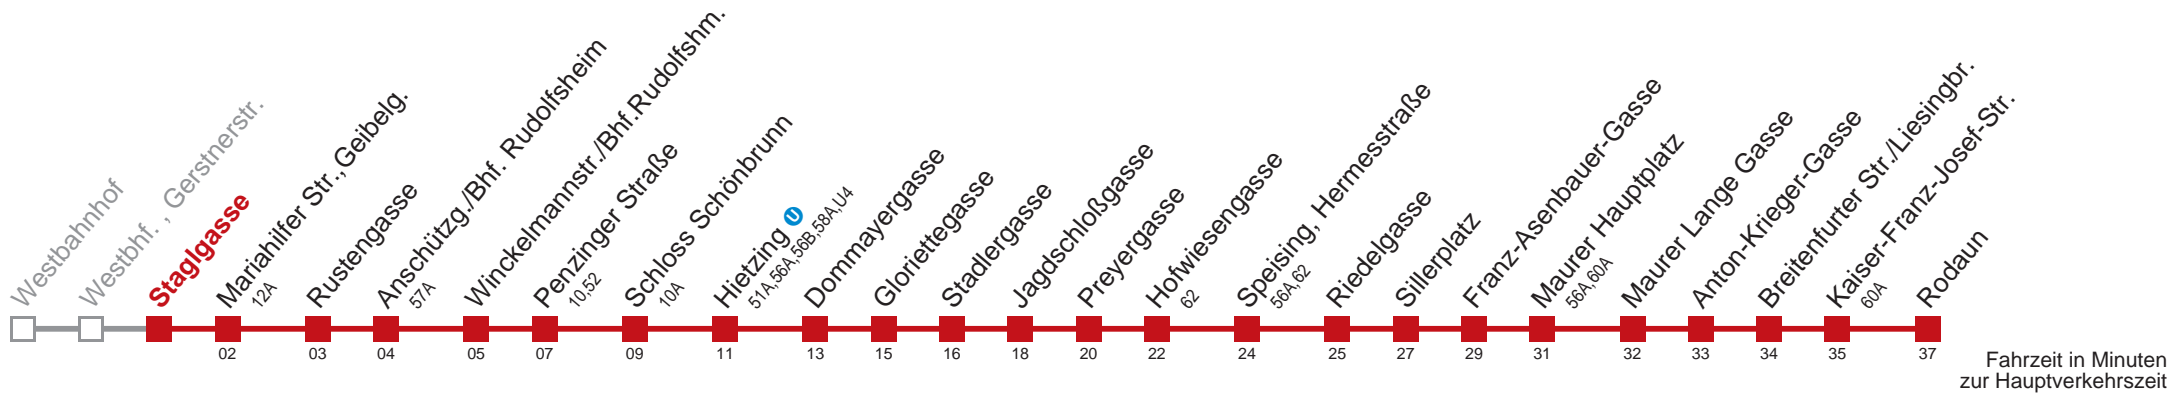 Westbahnhof
Westbhf. , Gerstnerstr.
Staglgasse
Mariahilfer Str.,Geibelg.
12A
Rustengasse
Anschützg./Bhf. Rudolfsheim
57A
Winckelmannstr./Bhf.Rudolfshm.
Penzinger Straße
10,52
Schloss Schönbrunn
10A
Hietzing U
51A,56A,56B,58A,U4
Dommayergasse
Gloriettegasse
Stadlergasse
Jagdschloßgasse
Preyergasse
Hofwiesengasse
62
Speising, Hermesstraße
56A,62
Riedelgasse
Sillerplatz
Franz-Asenbauer-Gasse
Maurer Hauptplatz
56A,60A
Maurer Lange Gasse
Anton-Krieger-Gasse
Breitenfurter Str./Liesingbr.
Kaiser-Franz-Josef-Str.
60A
Rodaun
02 03 04 05 07 09 11 13 15 16 18 20 22 24 25 27 29 31 32 33 34 35 37
Fahrzeit in Minuten
zur Hauptverkehrszeit